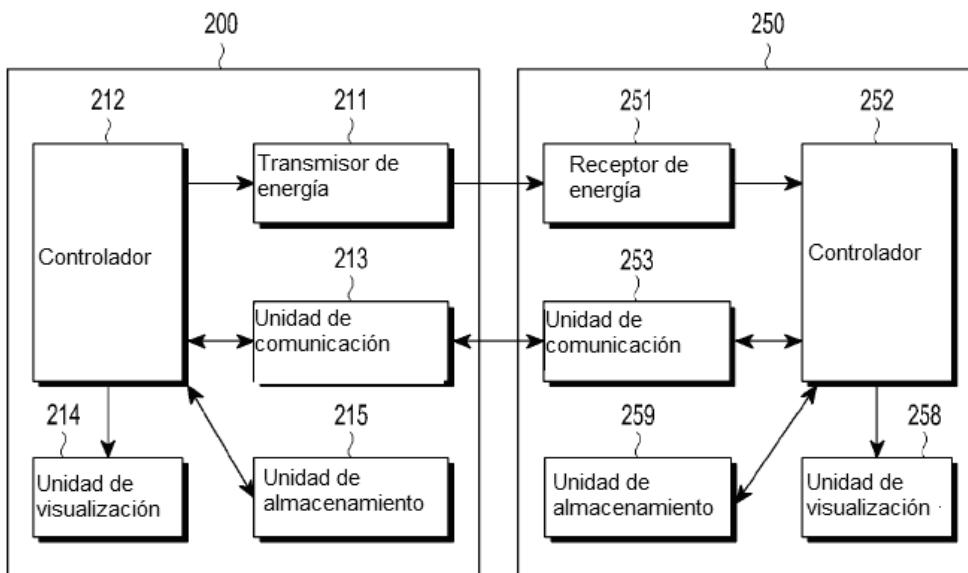 200
250
212
211
251
252
Controlador
Transmisor de
energía
Receptor de
energía
Controlador
213
253
Unidad de
comunicación
Unidad de
comunicación
214
215
259
258
Unidad de
visualización
Unidad de
almacenamiento
Unidad de
almacenamiento
Unidad de
visualización